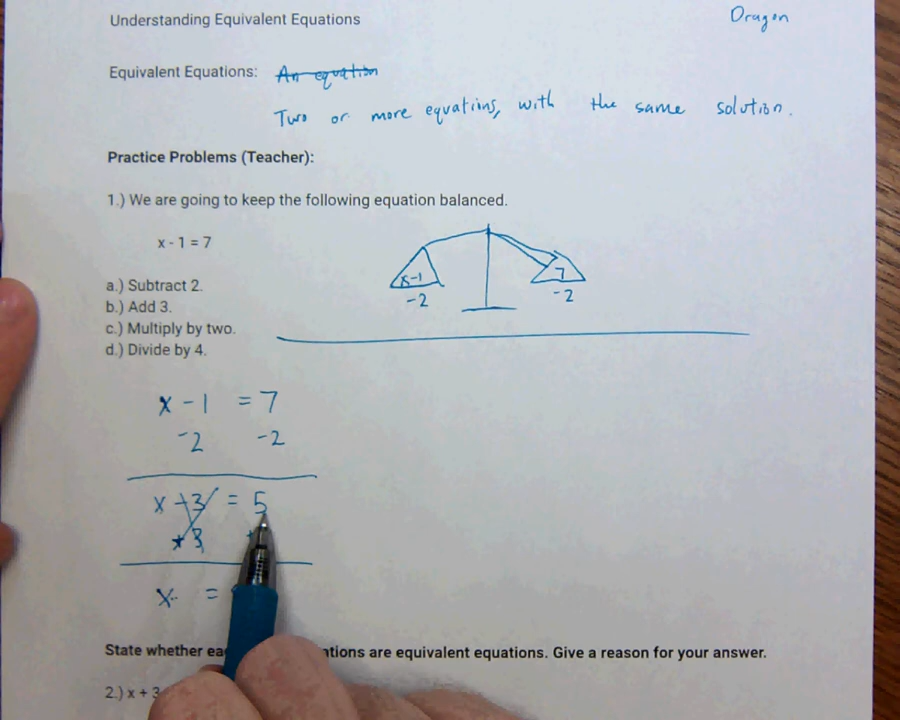 Understanding Equivalent Equations
Dragon
Equivalent Equations: An equation
Two or more equations, with the same solution.
Practice Problems (Teacher):
1.) We are going to keep the following equation balanced.
x - 1 = 7
x-1
7
-2
-2
a.) Subtract 2.
b.) Add 3.
c.) Multiply by two.
d.) Divide by 4.
x - 1 = 7
-2 -2
x - 3 = 5
+3
x =
State whether ations are equivalent equations. Give a reason for your answer.
2.) x + 3